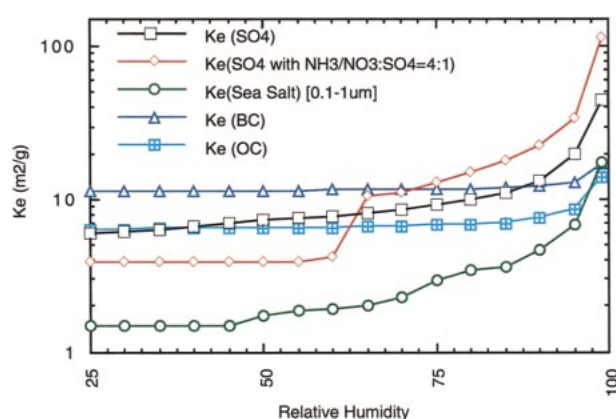 Ke (SO4)
Ke(SO4 with NH3/NO3:SO4=4:1)
Ke(Sea Salt) [0.1-1um]
Ke (BC)
Ke (OC)
100
10
1
Ke (m2/g)
25
50
75
100
Relative Humidity